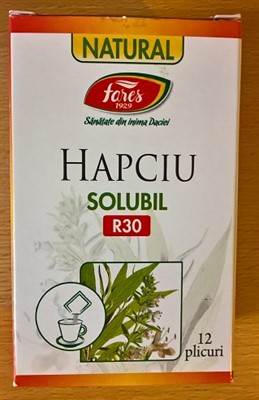 NATURAL
fares
1929
Sănătate din inima Daciei
HAPCIU
SOLUBIL
R30
12
plicuri